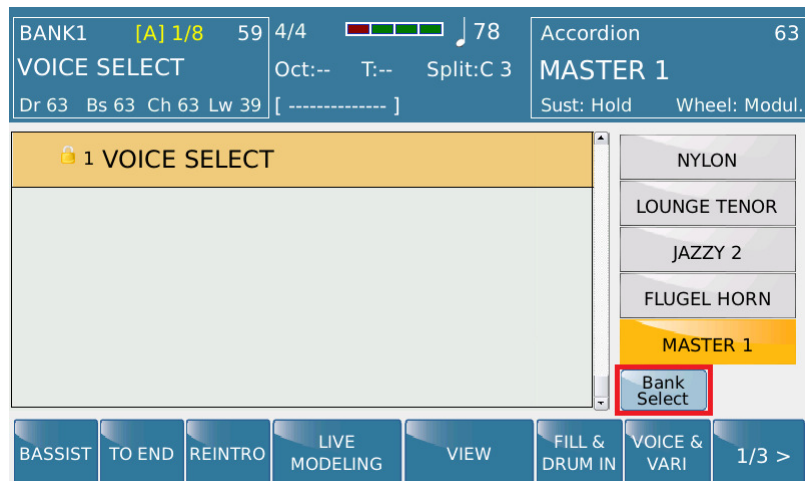 BANK1 [A] 1/8 59
VOICE SELECT
Dr 63 Bs 63 Ch 63 Lw 39
4/4 78
Oct:-- T:-- Split:C 3
[ -------------- ]
Accordion 63
MASTER 1
Sust: Hold Wheel: Modul.
1 VOICE SELECT
NYLON
LOUNGE TENOR
JAZZY 2
FLUGEL HORN
MASTER 1
Bank
Select
BASSIST
TO END
REINTRO
LIVE
MODELING
VIEW
FILL &
DRUM IN
VOICE &
VARI
1/3 >